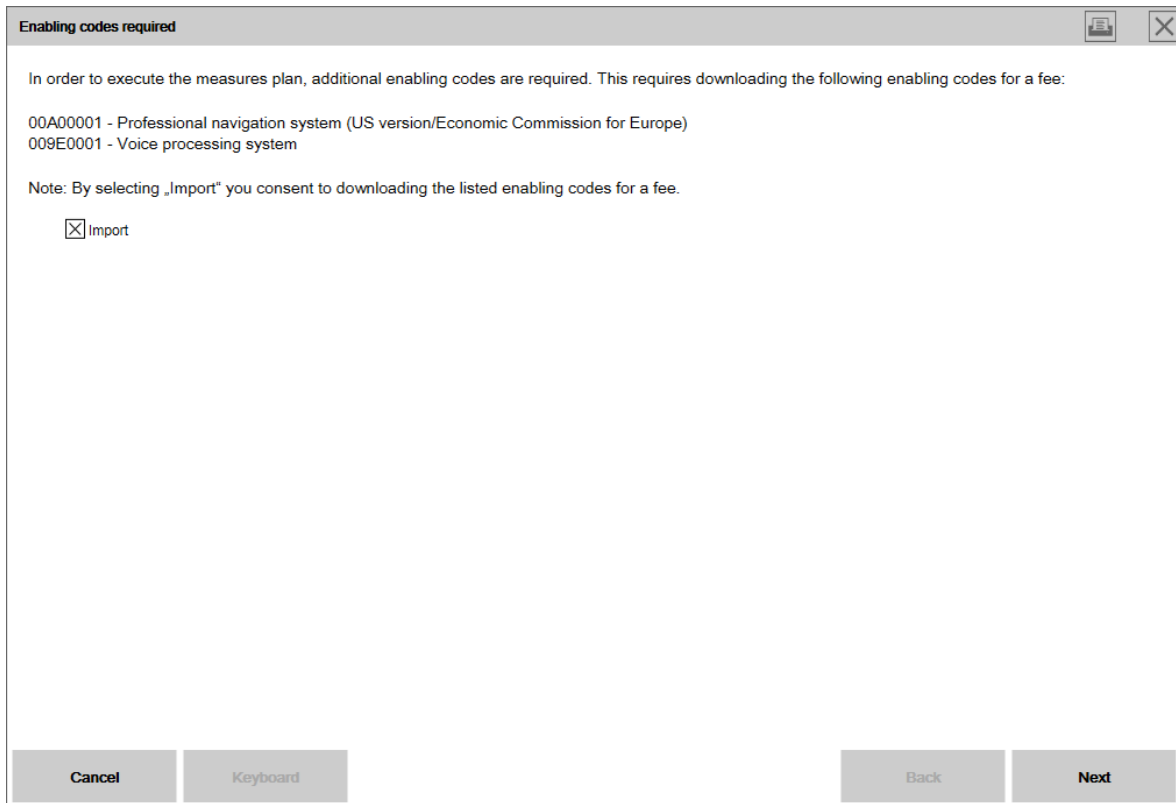 Enabling codes required
In order to execute the measures plan, additional enabling codes are required. This requires downloading the following enabling codes for a fee:
00A00001 - Professional navigation system (US version/Economic Commission for Europe)
009E0001 - Voice processing system
Note: By selecting „Import“ you consent to downloading the listed enabling codes for a fee.
Import
Cancel
Keyboard
Back
Next